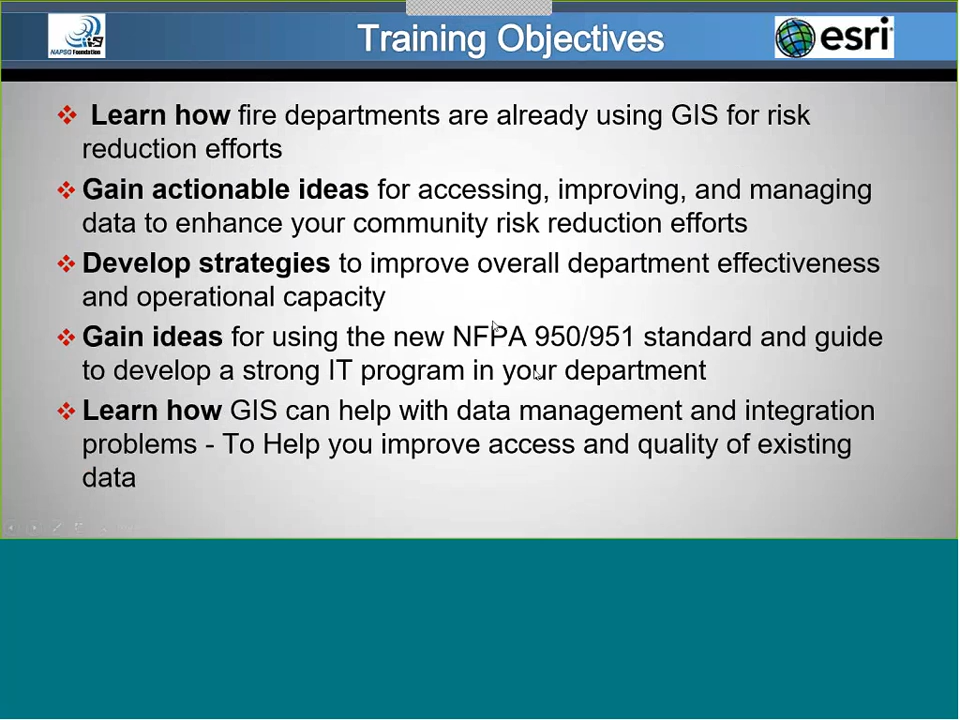 NAPSG Foundation
Training Objectives
esri
Learn how fire departments are already using GIS for risk
reduction efforts
Gain actionable ideas for accessing, improving, and managing
data to enhance your community risk reduction efforts
Develop strategies to improve overall department effectiveness
and operational capacity
Gain ideas for using the new NFPA 950/951 standard and guide
to develop a strong IT program in your department
Learn how GIS can help with data management and integration
problems - To Help you improve access and quality of existing
data